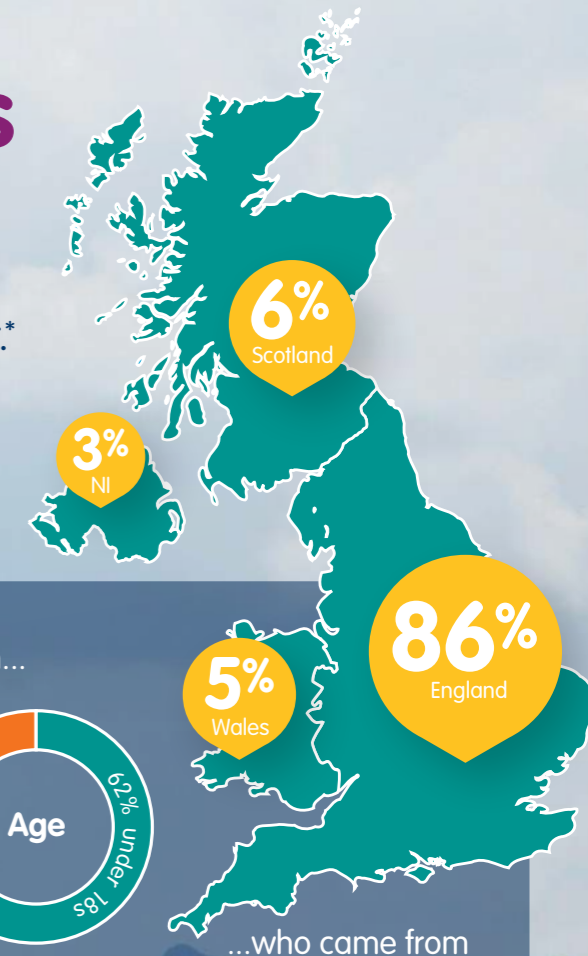 s
*
6%
Scotland
3%
NI
86%
England
5%
Wales
...
Age
62% under 18s
...who came from